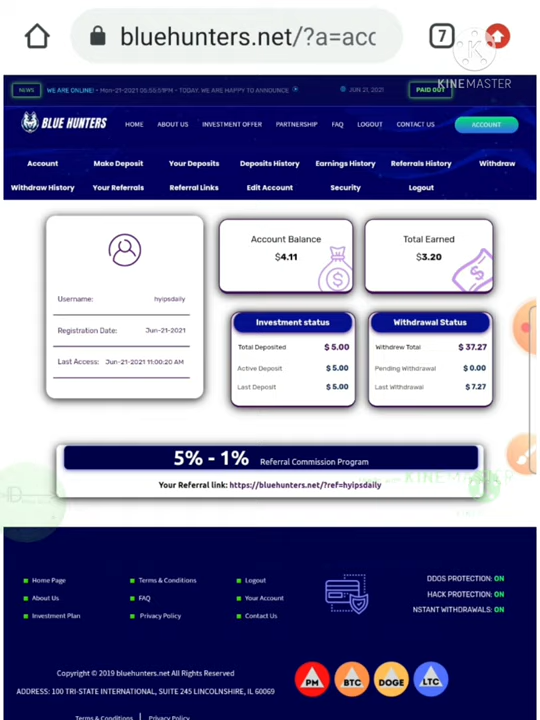 bluehunters.net/?a=acc
7
KINEMASTER
NEWS WE ARE ONLINE! - Mon-21-2021 05:56:51PM - TODAY. WE ARE HAPPY TO ANNOUNCE JUN 21, 2021 PAID OUT
BLUE HUNTERS HOME ABOUT US INVESTMENT OFFER PARTNERSHIP FAQ LOGOUT CONTACT US ACCOUNT
Account Make Deposit Your Deposits Deposits History Earnings History Referrals History Withdraw
Withdraw History Your Referrals Referral Links Edit Account Security Logout
Account Balance
$4.11
Total Earned
$3.20
Username: hyipsdaily
Registration Date: Jun-21-2021
Last Access: Jun-21-2021 11:00:20 AM
Investment status
Total Deposited $ 5.00
Active Deposit $ 5.00
Last Deposit $ 5.00
Withdrawal Status
Withdrew Total $ 37.27
Pending Withdrawal $ 0.00
Last Withdrawal $ 7.27
5% - 1% Referral Commission Program
Your Referral link: https://bluehunters.net/?ref=hyipsdaily
KINEMASTER
Home Page Terms & Conditions Logout
About Us FAQ Your Account
Investment Plan Privacy Policy Contact Us
DDOS PROTECTION: ON
HACK PROTECTION: ON
NSTANT WITHDRAWALS: ON
Copyright © 2019 bluehunters.net All Rights Reserved
ADDRESS: 100 TRI-STATE INTERNATIONAL, SUITE 245 LINCOLNSHIRE, IL 60069
PM BTC DOGE LTC
Terms & Conditions | Privacy Policy